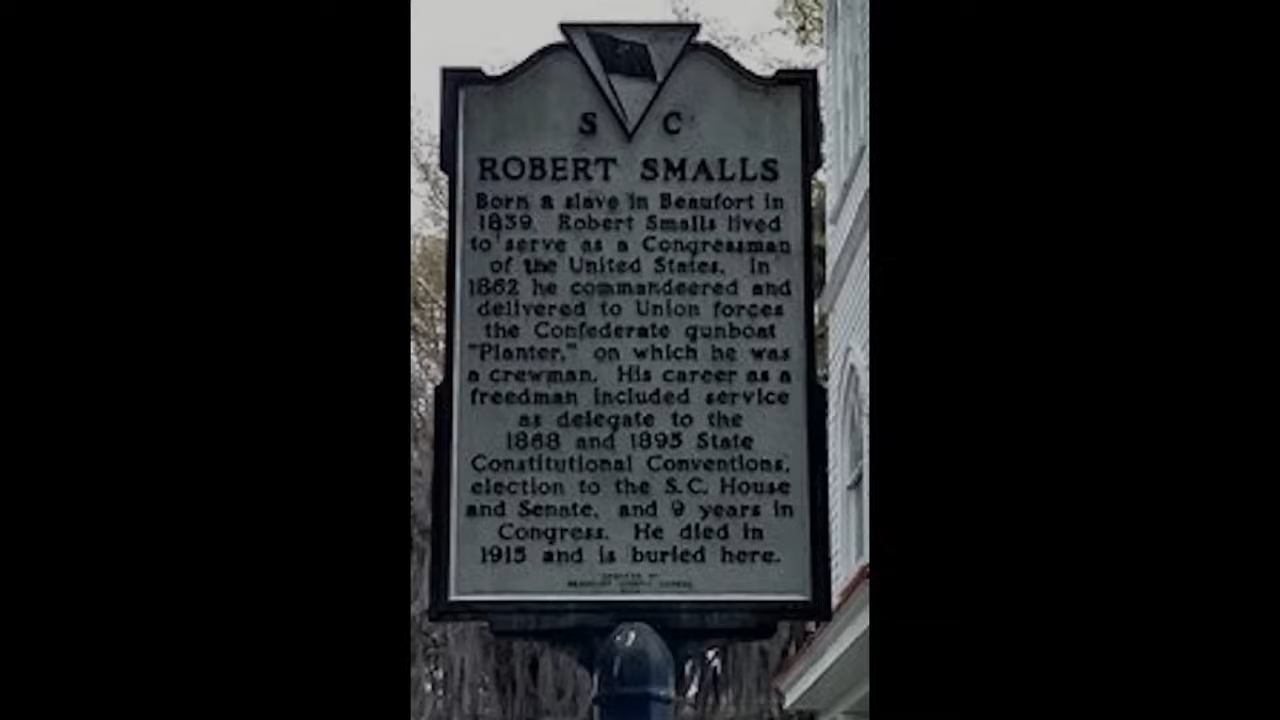 S C
ROBERT SMALLS
Born a slave in Beaufort in
1839, Robert Smalls lived
to serve as a Congressman
of the United States. In
1862 he commandeered and
delivered to Union forces
the Confederate gunboat
"Planter," on which he was
a crewman. His career as a
freedman included service
as delegate to the
1868 and 1895 State
Constitutional Conventions,
election to the S.C. House
and Senate, and 9 years in
Congress. He died in
1915 and is buried here.